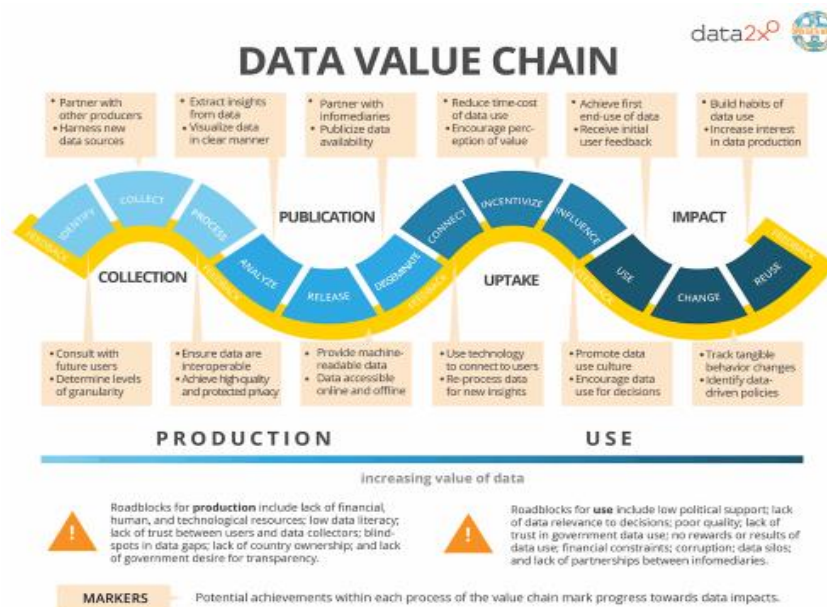 data2x
DATA VALUE CHAIN
• Partner with
other producers
• Harness new
data sources
• Extract insights
from data
• Visualize data
in clear manner
• Partner with
infomediaries
• Publicize data
availability
• Reduce time-cost
of data use
• Encourage perc-
eption of value
• Achieve first
end-use of data
• Receive initial
user feedback
• Build habits of
data use
• Increase interest
in data production
FEEDBACK
IDENTIFY
COLLECT
PROCESS
FEEDBACK
ANALYZE
RELEASE
DISSEMINATE
FEEDBACK
CONNECT
INCENTIVIZE
INFLUENCE
FEEDBACK
USE
CHANGE
REUSE
FEEDBACK
COLLECTION
PUBLICATION
UPTAKE
IMPACT
• Consult with
future users
• Determine levels
of granularity
• Ensure data are
interoperable
• Achieve high-quality
and protected privacy
• Provide machine-
readable data
• Data accessible
online and offline
• Use technology
to connect to users
• Re-process data
for new insights
• Promote data
use culture
• Encourage data
use for decisions
• Track tangible
behavior changes
• Identify data-
driven policies
PRODUCTION
USE
increasing value of data
!
Roadblocks for production include lack of financial,
human, and technological resources; low data literacy;
lack of trust between users and data collectors; blind-
spots in data gaps; lack of country ownership; and lack
of government desire for transparency.
!
Roadblocks for use include low political support; lack
of data relevance to decisions; poor quality; lack of
trust in government data use; no rewards or results of
data use; financial constraints; corruption; data silos;
and lack of partnerships between infomediaries.
MARKERS
Potential achievements within each process of the value chain mark progress towards data impacts.